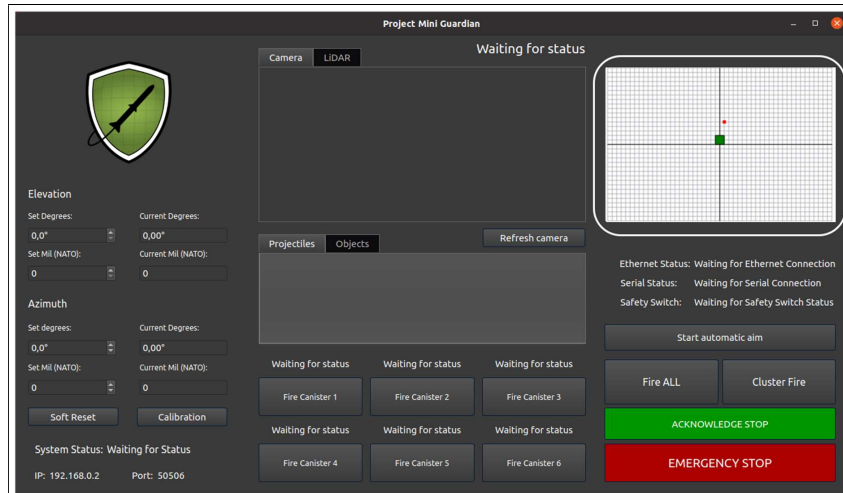 Project Mini Guardian
Camera
LiDAR
Waiting for status
Elevation
Set Degrees:
Current Degrees:
0,0°
0,00°
Set Mil (NATO):
Current Mil (NATO):
0
0
Azimuth
Set degrees:
Current Degrees:
0,0°
0,00°
Set Mil (NATO):
Current Mil (NATO):
0
0
Soft Reset
Calibration
System Status: Waiting for Status
IP: 192.168.0.2
Port: 50506
Projectiles
Objects
Refresh camera
Waiting for status
Waiting for status
Waiting for status
Fire Canister 1
Fire Canister 2
Fire Canister 3
Waiting for status
Waiting for status
Waiting for status
Fire Canister 4
Fire Canister 5
Fire Canister 6
Ethernet Status: Waiting for Ethernet Connection
Serial Status: Waiting for Serial Connection
Safety Switch: Waiting for Safety Switch Status
Start automatic aim
Fire ALL
Cluster Fire
ACKNOWLEDGE STOP
EMERGENCY STOP